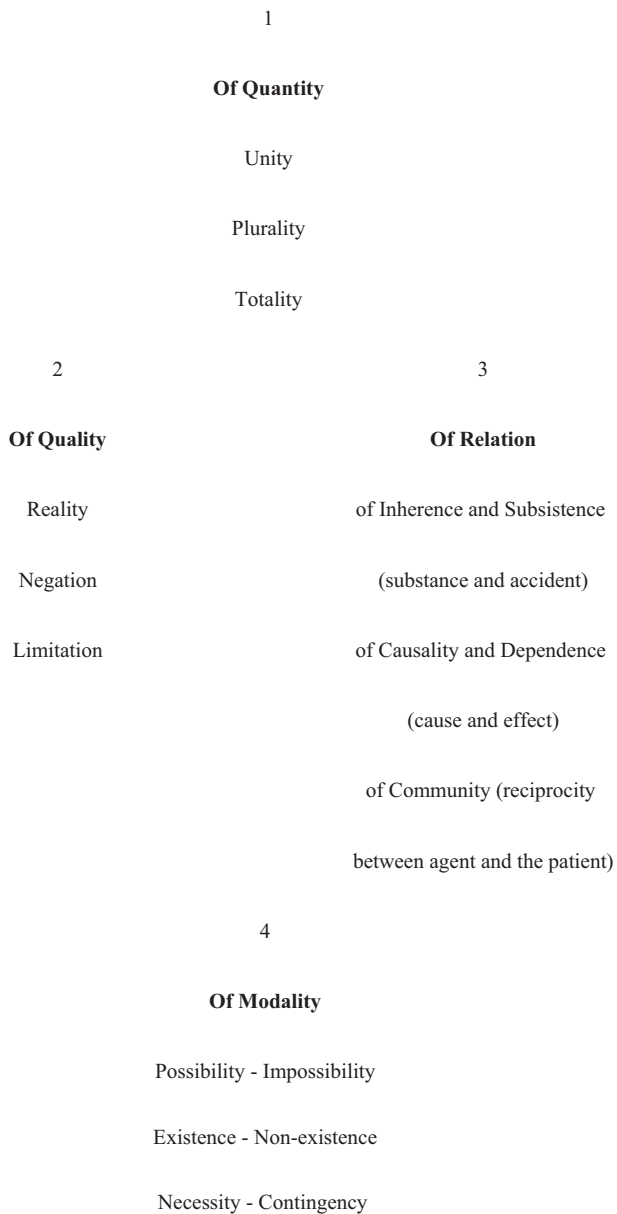 1
Of Quantity
Unity
Plurality
Totality
2
Of Quality
Reality
Negation
Limitation
3
Of Relation
of Inherence and Subsistence
(substance and accident)
of Causality and Dependence
(cause and effect)
of Community (reciprocity
between agent and the patient)
4
Of Modality
Possibility - Impossibility
Existence - Non-existence
Necessity - Contingency